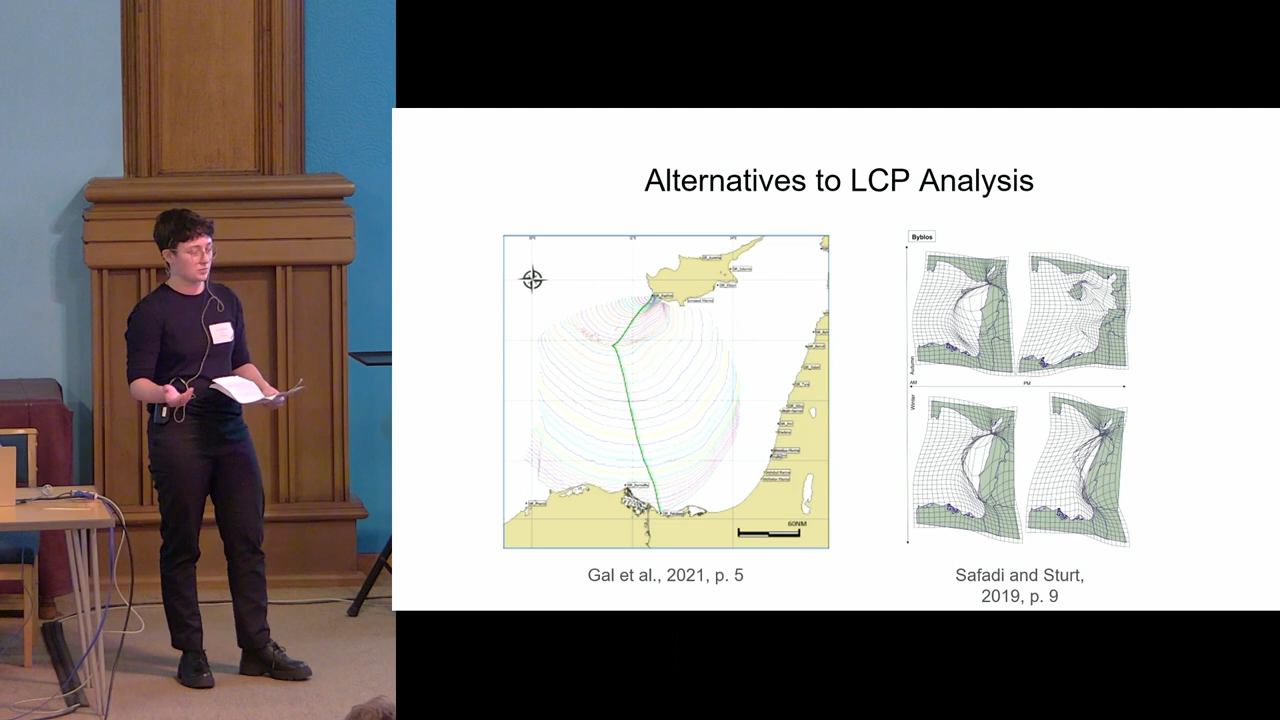 Alternatives to LCP Analysis
Byblos
60NM
Autumn
AM
PM
Winter
Gal et al., 2021, p. 5
Safadi and Sturt,
2019, p. 9